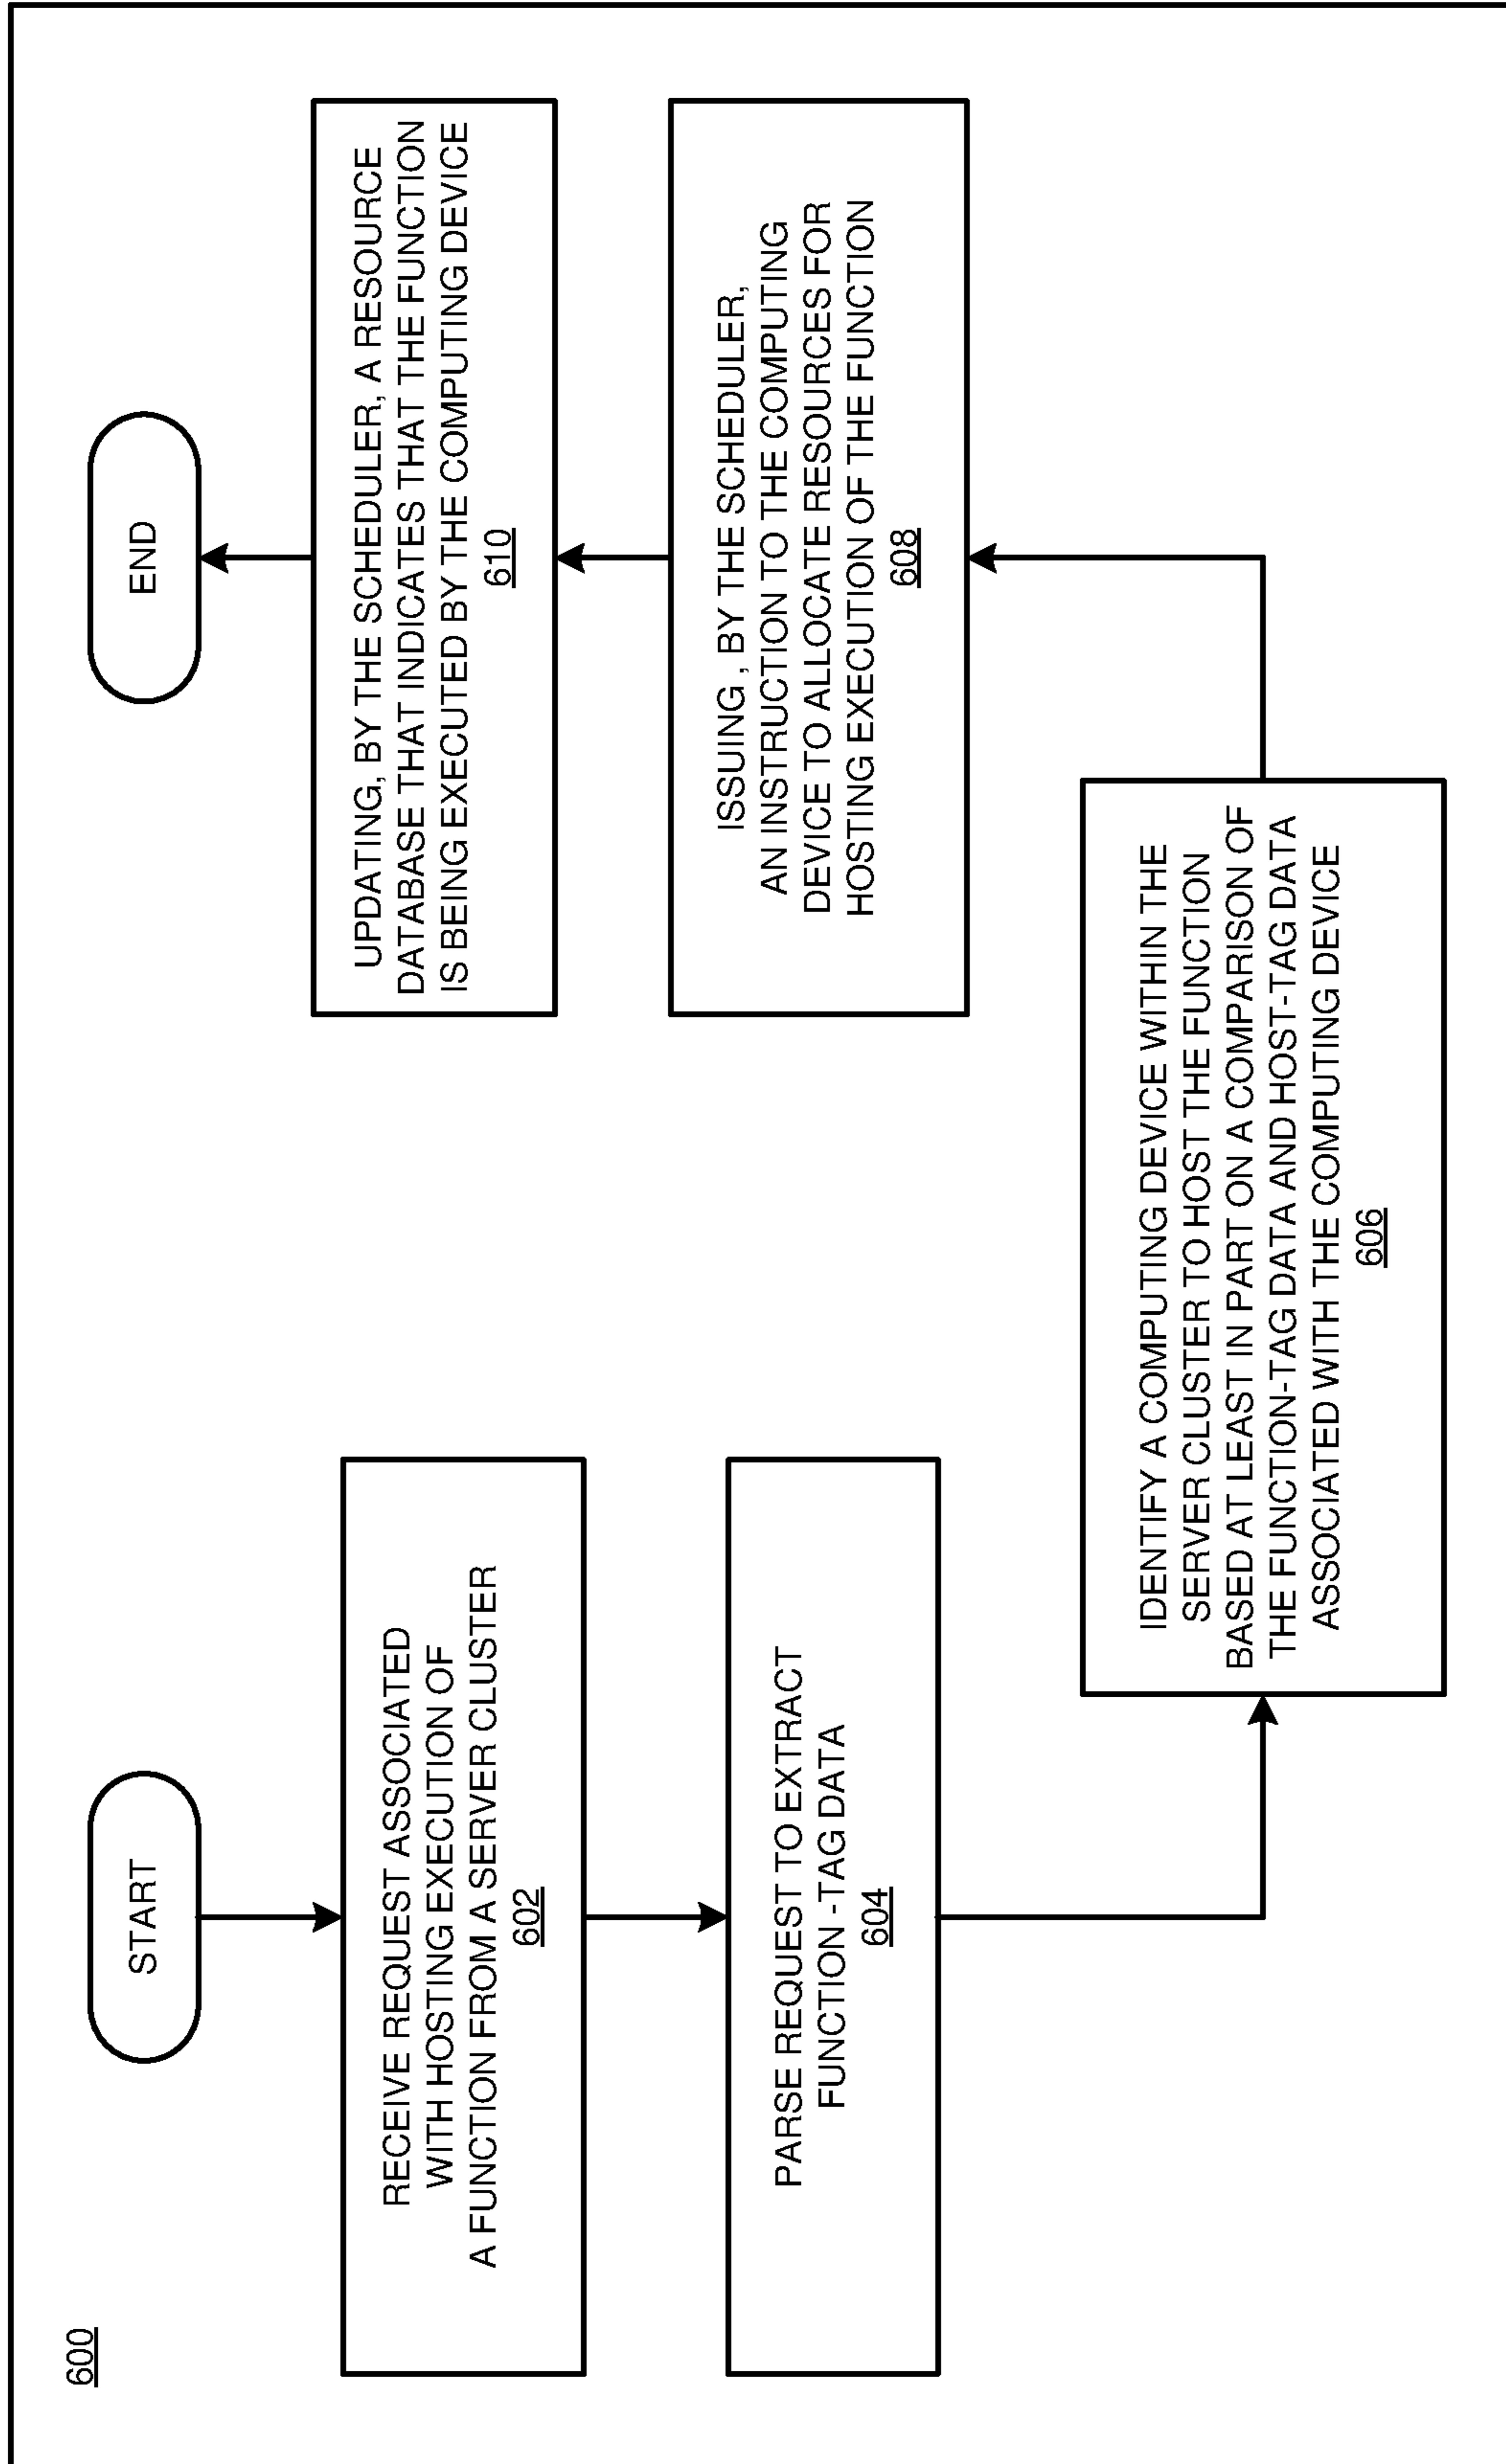 600
START
RECEIVE REQUEST ASSOCIATED
WITH HOSTING EXECUTION OF
A FUNCTION FROM A SERVER CLUSTER
602
PARSE REQUEST TO EXTRACT
FUNCTION -TAG DATA
604
IDENTIFY A COMPUTING DEVICE WITHIN THE
SERVER CLUSTER TO HOST THE FUNCTION
BASED AT LEAST IN PART ON A COMPARISON OF
THE FUNCTION-TAG DATA AND HOST-TAG DATA
ASSOCIATED WITH THE COMPUTING DEVICE
606
ISSUING , BY THE SCHEDULER,
AN INSTRUCTION TO THE COMPUTING
DEVICE TO ALLOCATE RESOURCES FOR
HOSTING EXECUTION OF THE FUNCTION
608
UPDATING, BY THE SCHEDULER, A RESOURCE
DATABASE THAT INDICATES THAT THE FUNCTION
IS BEING EXECUTED BY THE COMPUTING DEVICE
610
END